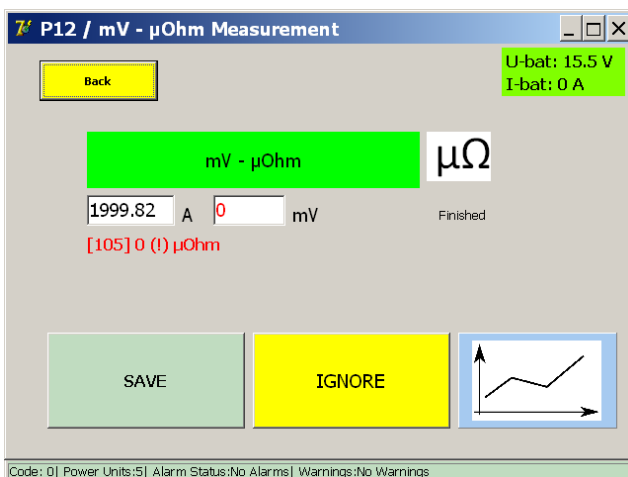 P12 / mV - µOhm Measurement
Back
U-bat: 15.5 V
I-bat: 0 A
mV - µOhm
µΩ
1999.82 A 0 mV
Finished
[105] 0 (!) µOhm
SAVE
IGNORE
Code: 0| Power Units:5| Alarm Status:No Alarms| Warnings:No Warnings